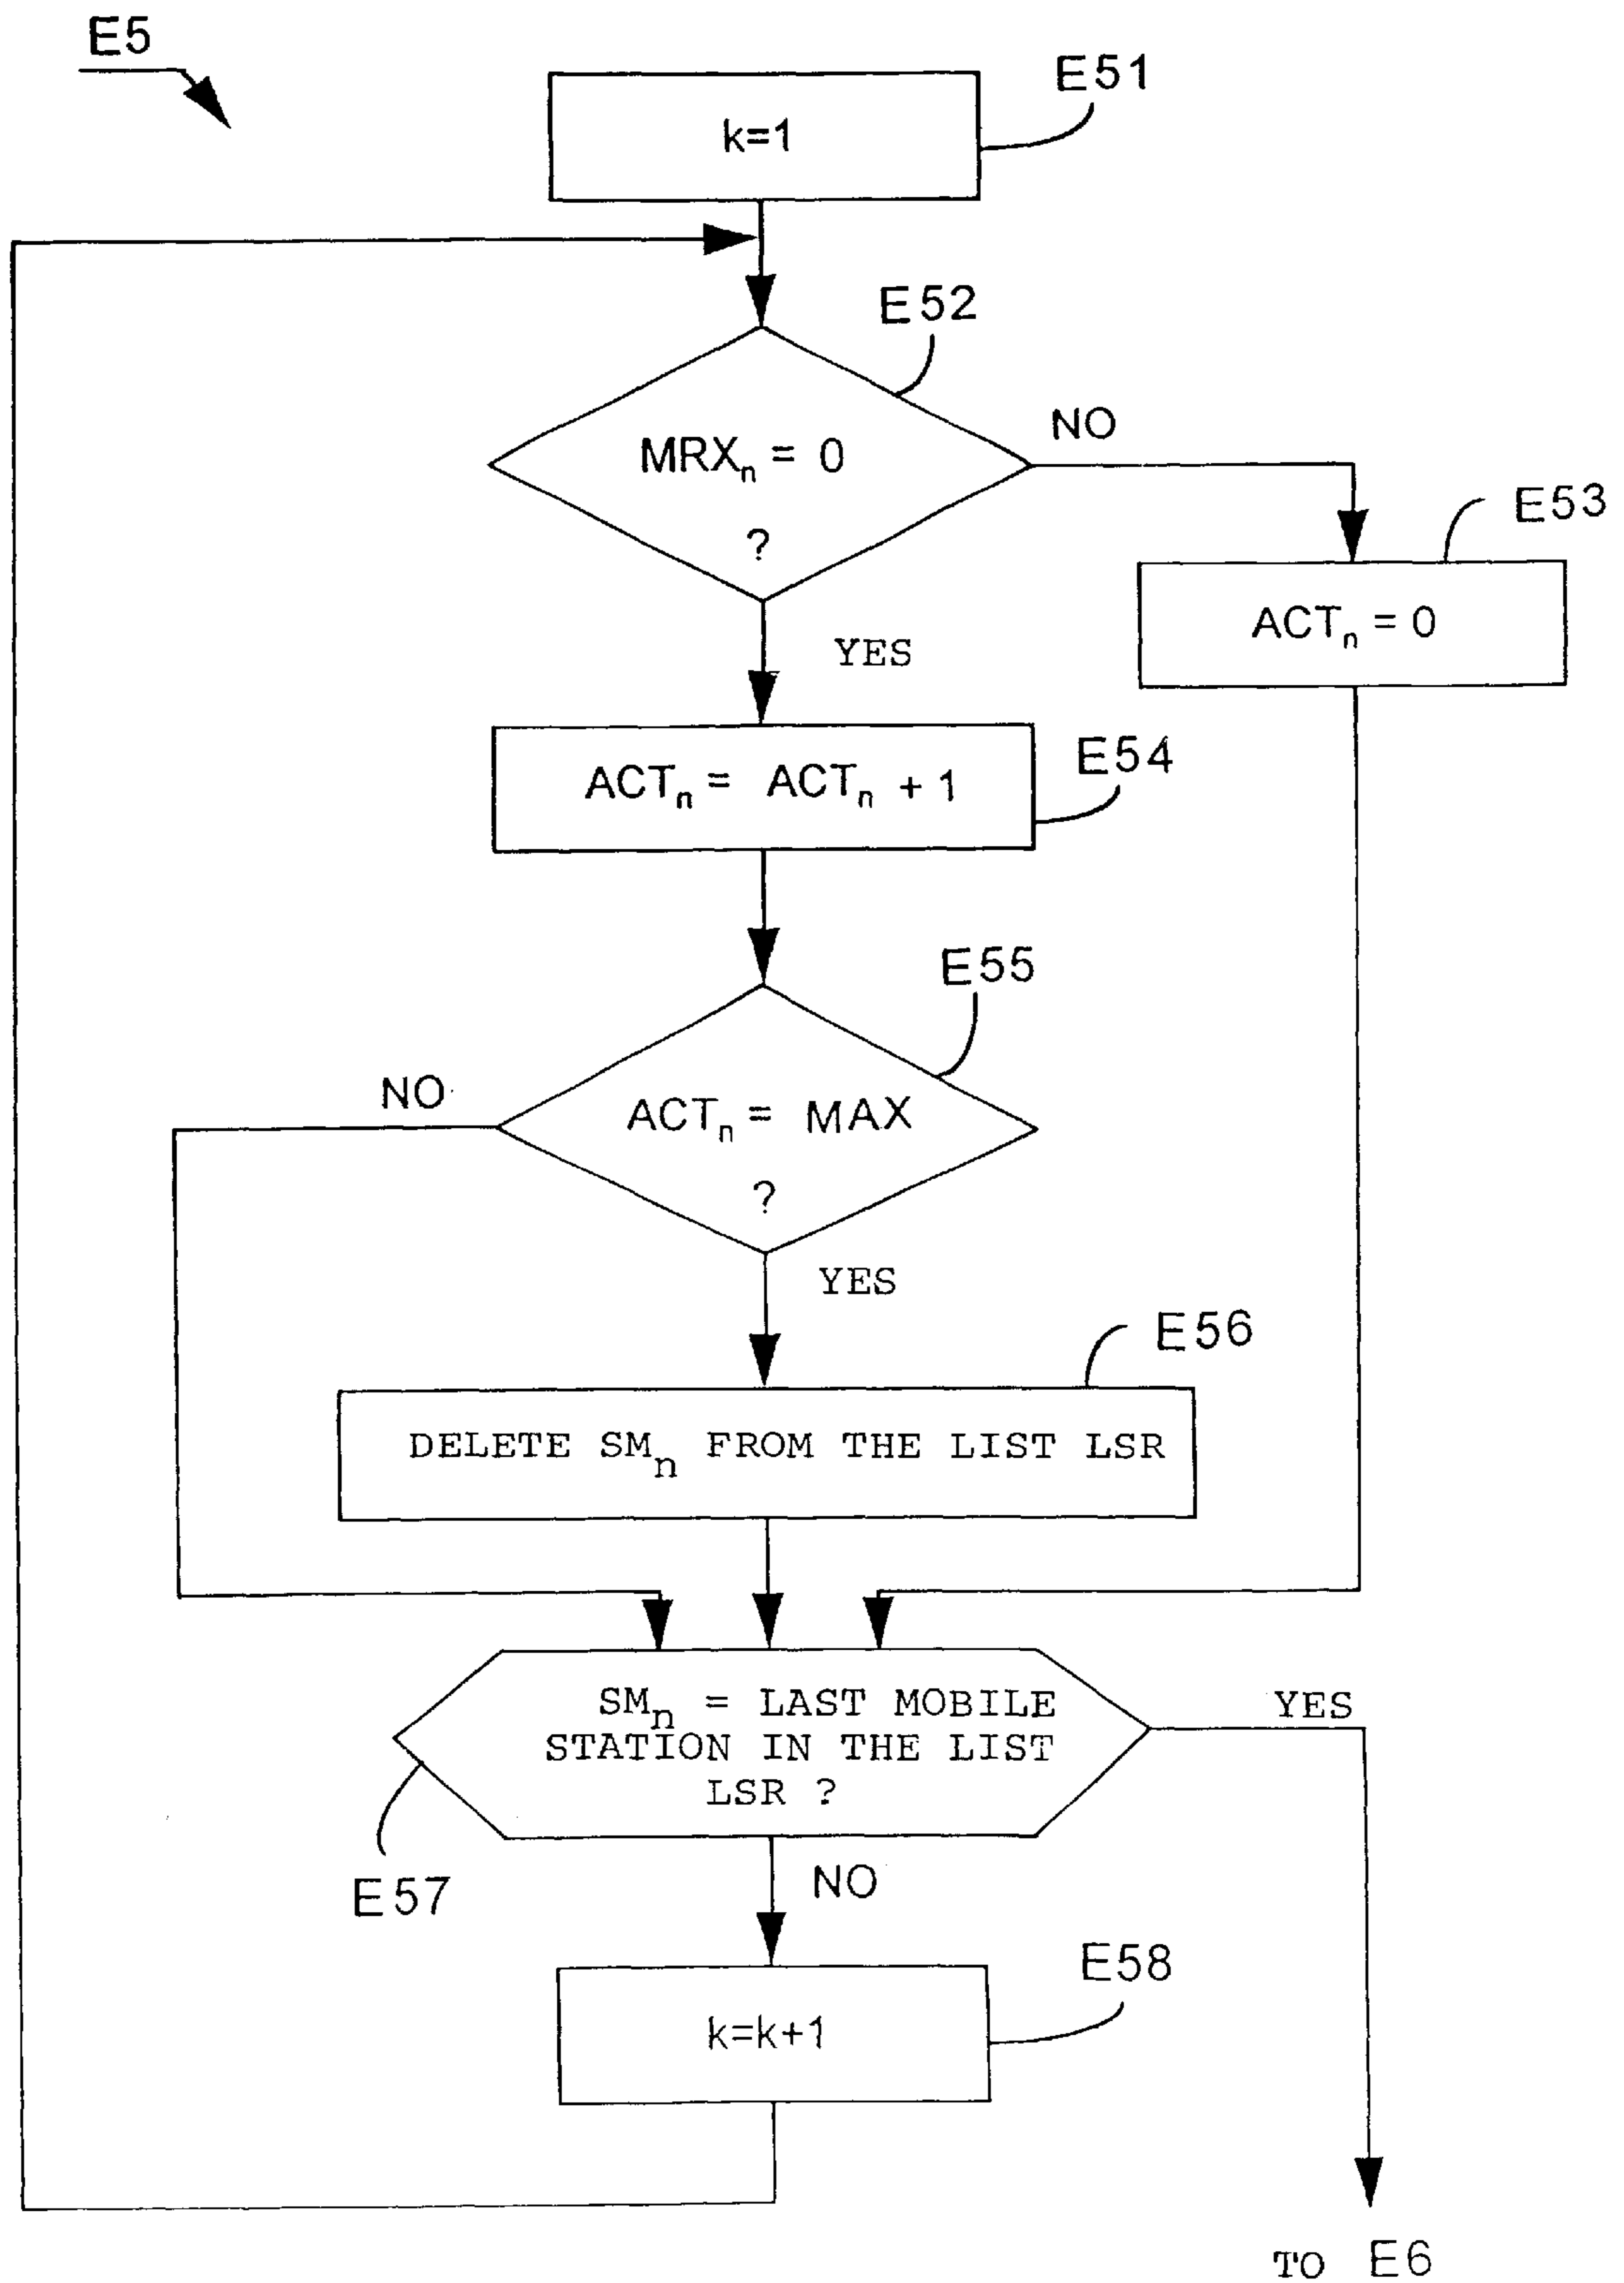 E5
E51
k=1
E52
MRXₙ = 0
?
NO
E53
ACTₙ = 0
YES
E54
ACTₙ = ACTₙ + 1
E55
NO
ACTₙ = MAX
?
YES
E56
DELETE SMₙ FROM THE LIST LSR
SMₙ = LAST MOBILE
STATION IN THE LIST
LSR ?
YES
E57
NO
E58
k=k+1
TO E6